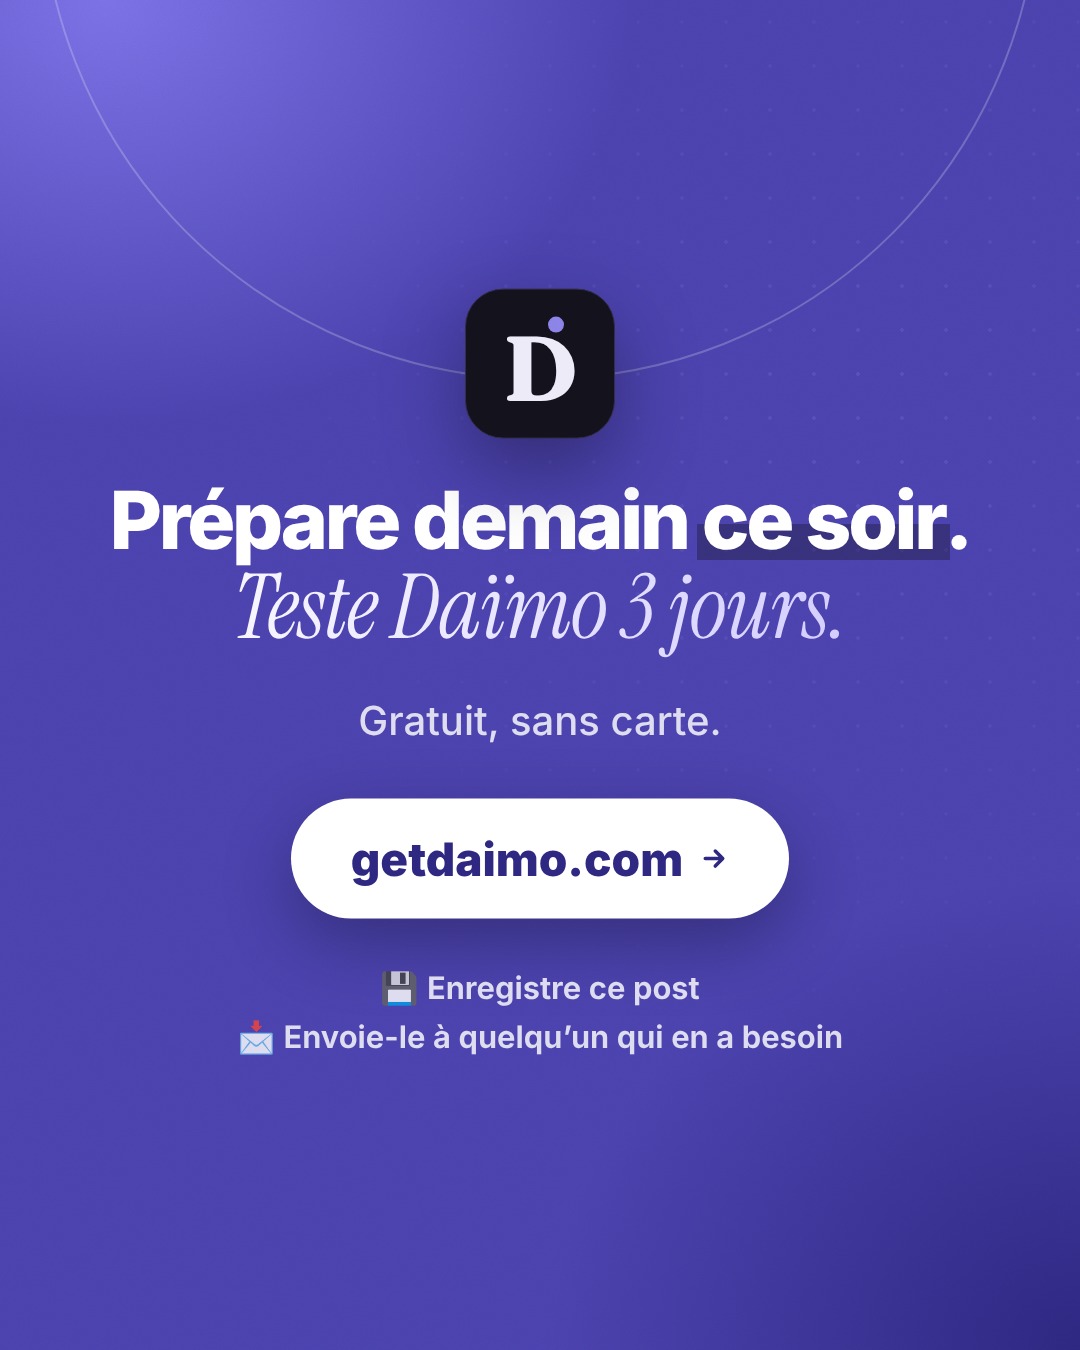 D
Prépare demain ce soir.
Teste Daïmo 3 jours.
Gratuit, sans carte.
getdaimo.com →
💾 Enregistre ce post
📩 Envoie-le à quelqu’un qui en a besoin